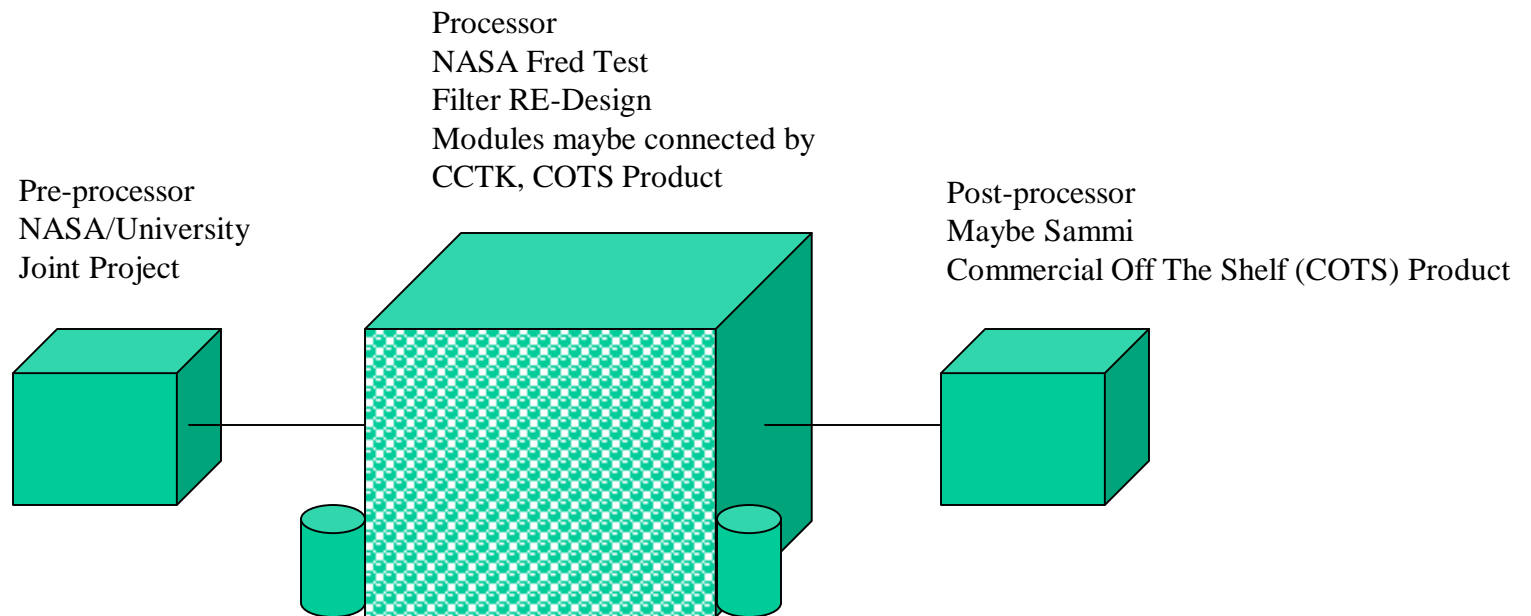 Processor
NASA Fred Test
Filter RE-Design
Modules maybe connected by
CCTK, COTS Product
Pre-processor
NASA/University
Joint Project
Post-processor
Maybe Sammi
Commercial Off The Shelf (COTS) Product